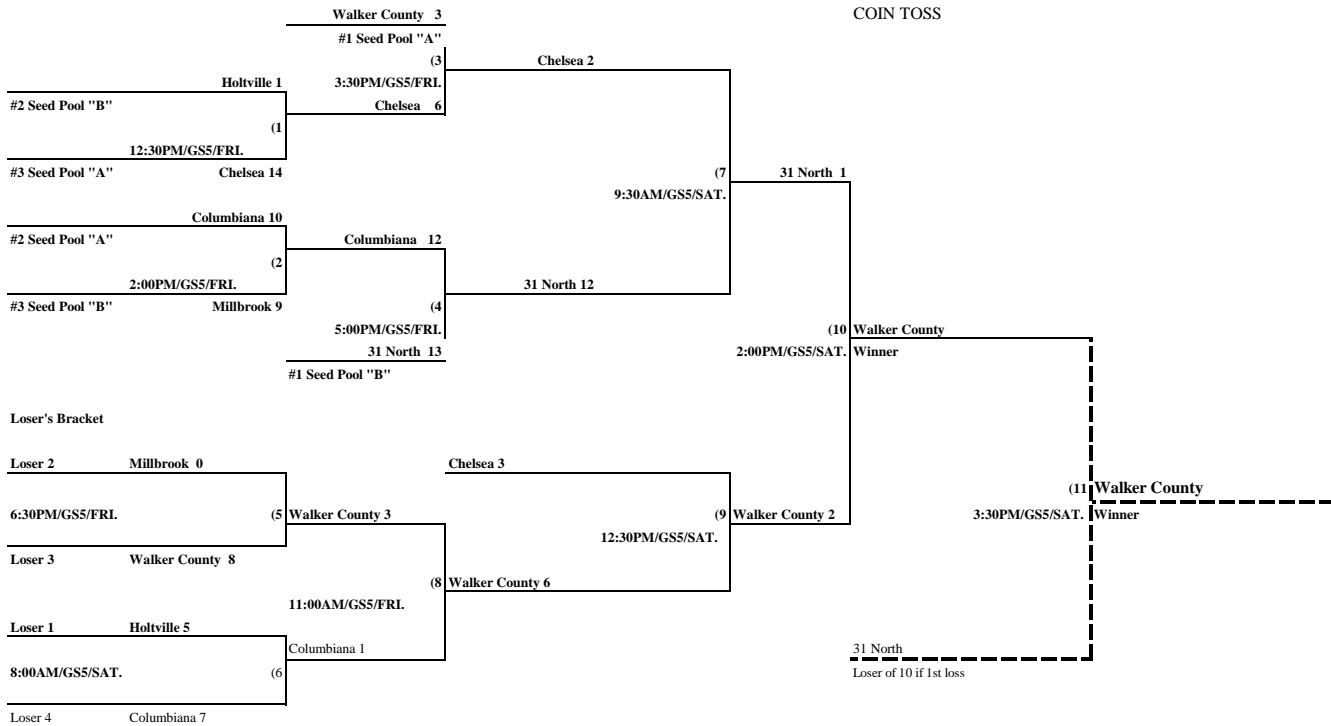 Walker County 3
COIN TOSS
#1 Seed Pool "A"
(3
Chelsea 2
Holtville 1
3:30PM/GS5/FRI.
#2 Seed Pool "B"
Chelsea 6
(1
12:30PM/GS5/FRI.
#3 Seed Pool "A"
Chelsea 14
(7
31 North 1
9:30AM/GS5/SAT.
Columbiana 10
#2 Seed Pool "A"
Columbiana 12
(2
2:00PM/GS5/FRI.
31 North 12
#3 Seed Pool "B"
Millbrook 9
(4
5:00PM/GS5/FRI.
(10 Walker County
31 North 13
2:00PM/GS5/SAT. Winner
#1 Seed Pool "B"
Loser's Bracket
Loser 2
Millbrook 0
Chelsea 3
(11 Walker County
6:30PM/GS5/FRI.
(5 Walker County 3
(9 Walker County 2
3:30PM/GS5/SAT. Winner
12:30PM/GS5/SAT.
Loser 3
Walker County 8
(8 Walker County 6
11:00AM/GS5/FRI.
Loser 1
Holtville 5
Columbiana 1
31 North
8:00AM/GS5/SAT.
(6
Loser of 10 if 1st loss
Loser 4
Columbiana 7